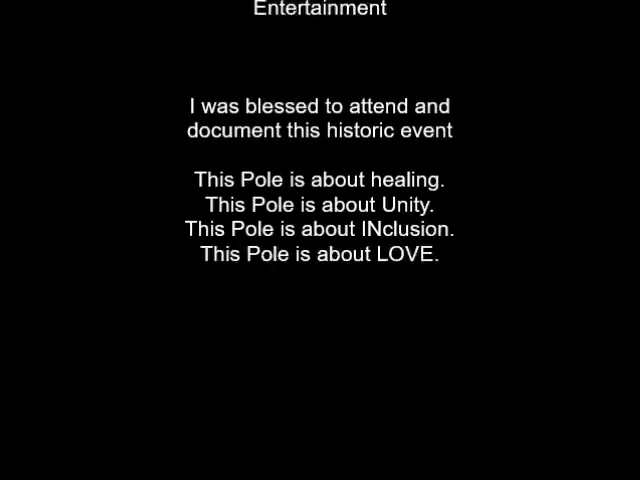 Entertainment
I was blessed to attend and
document this historic event
This Pole is about healing.
This Pole is about Unity.
This Pole is about INclusion.
This Pole is about LOVE.